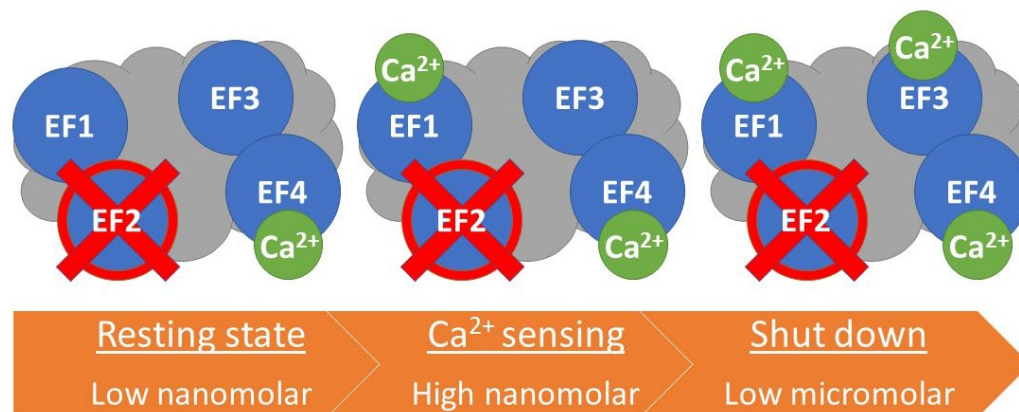 Ca²⁺
EF1
EF3
EF2
EF4
Ca²⁺
Ca²⁺
EF1
EF3
EF2
EF4
Ca²⁺
Ca²⁺
Ca²⁺
EF1
EF3
EF2
EF4
Ca²⁺
Resting state
Low nanomolar
Ca²⁺ sensing
High nanomolar
Shut down
Low micromolar